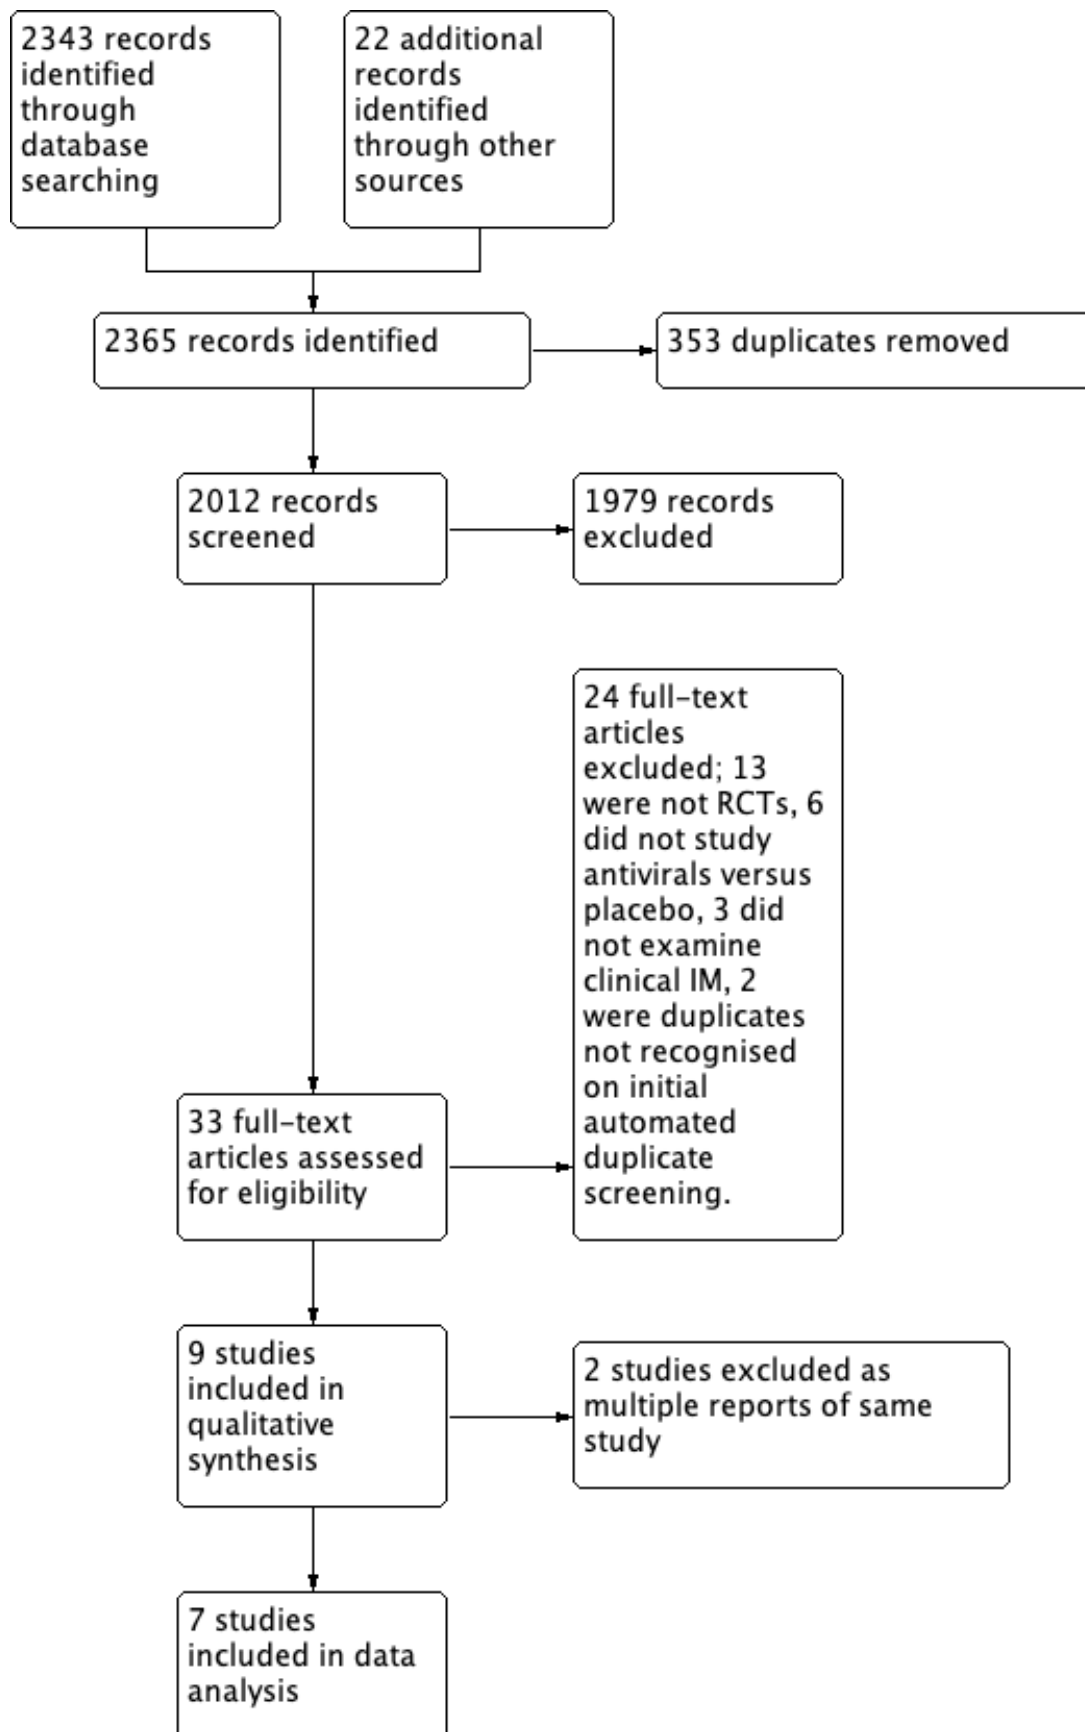 2343 records
identified
through
database
searching
22 additional
records
identified
through other
sources
2365 records identified
353 duplicates removed
2012 records
screened
1979 records
excluded
24 full-text
articles
excluded; 13
were not RCTs, 6
did not study
antivirals versus
placebo, 3 did
not examine
clinical IM, 2
were duplicates
not recognised
on initial
automated
duplicate
screening.
33 full-text
articles assessed
for eligibility
9 studies
included in
qualitative
synthesis
2 studies excluded as
multiple reports of same
study
7 studies
included in data
analysis